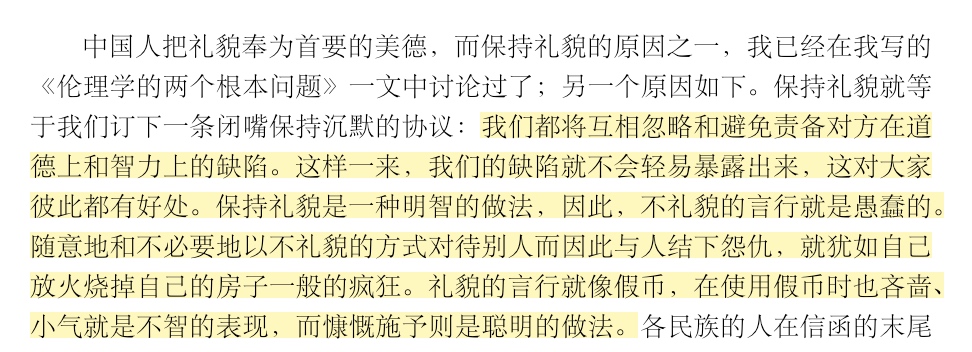 中国人把礼貌奉为首要的美德，而保持礼貌的原因之一，我已经在我写的
《伦理学的两个根本问题》一文中讨论过了；另一个原因如下。保持礼貌就等
于我们订下一条闭嘴保持沉默的协议：我们都将互相忽略和避免责备对方在道
德上和智力上的缺陷。这样一来，我们的缺陷就不会轻易暴露出来，这对大家
彼此都有好处。保持礼貌是一种明智的做法，因此，不礼貌的言行就是愚蠢的。
随意地和不必要地以不礼貌的方式对待别人而因此与人结下怨仇，就犹如自己
放火烧掉自己的房子一般的疯狂。礼貌的言行就像假币，在使用假币时也吝啬、
小气就是不智的表现，而慷慨施予则是聪明的做法。各民族的人在信函的末尾